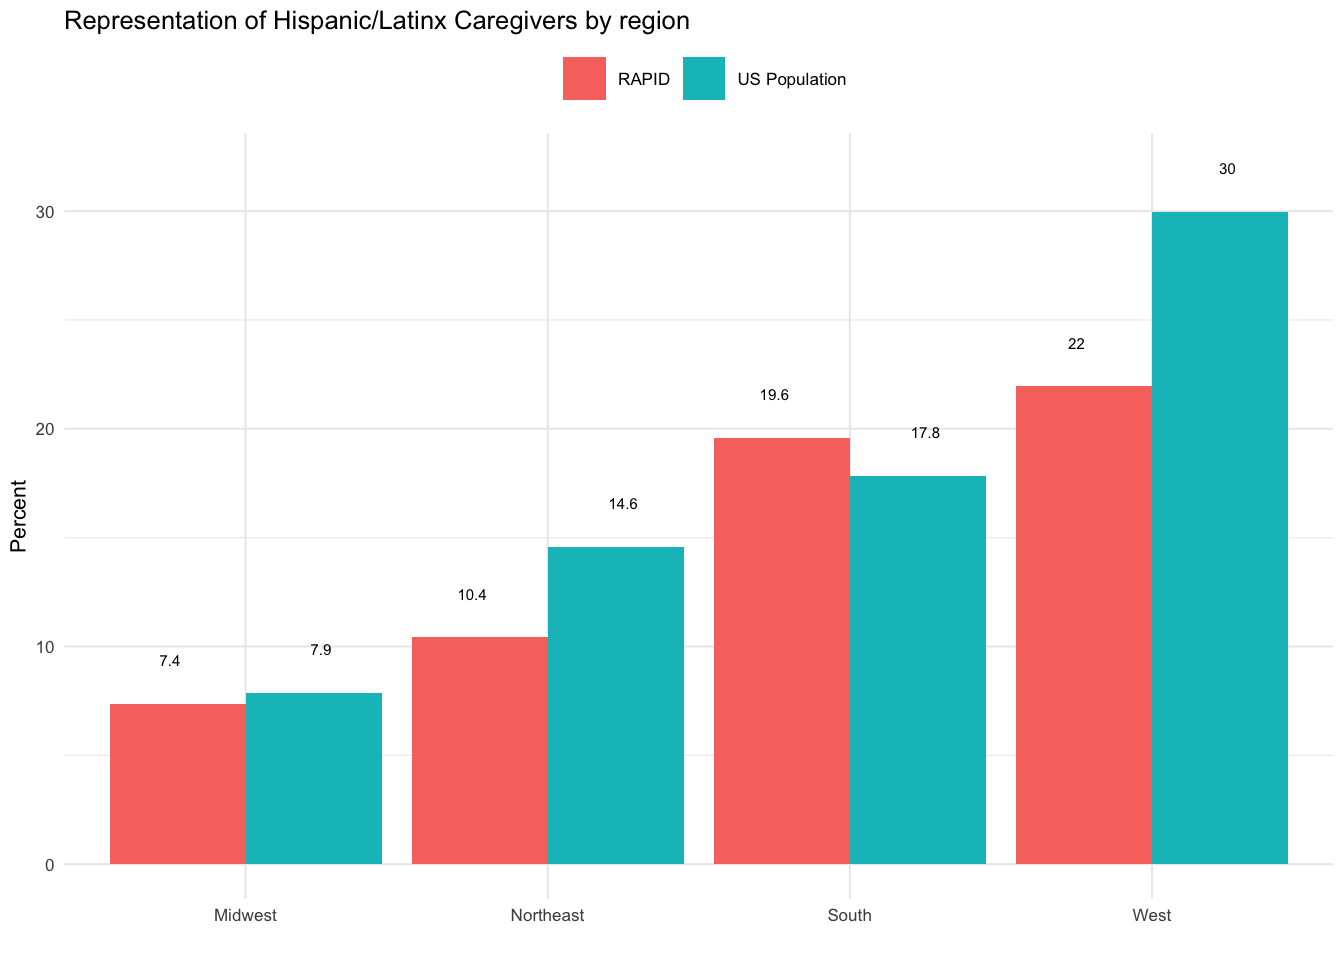 Representation of Hispanic/Latinx Caregivers by region
RAPID
US Population
Percent
30
20
10
0
7.4
7.9
10.4
14.6
19.6
17.8
22
30
Midwest
Northeast
South
West